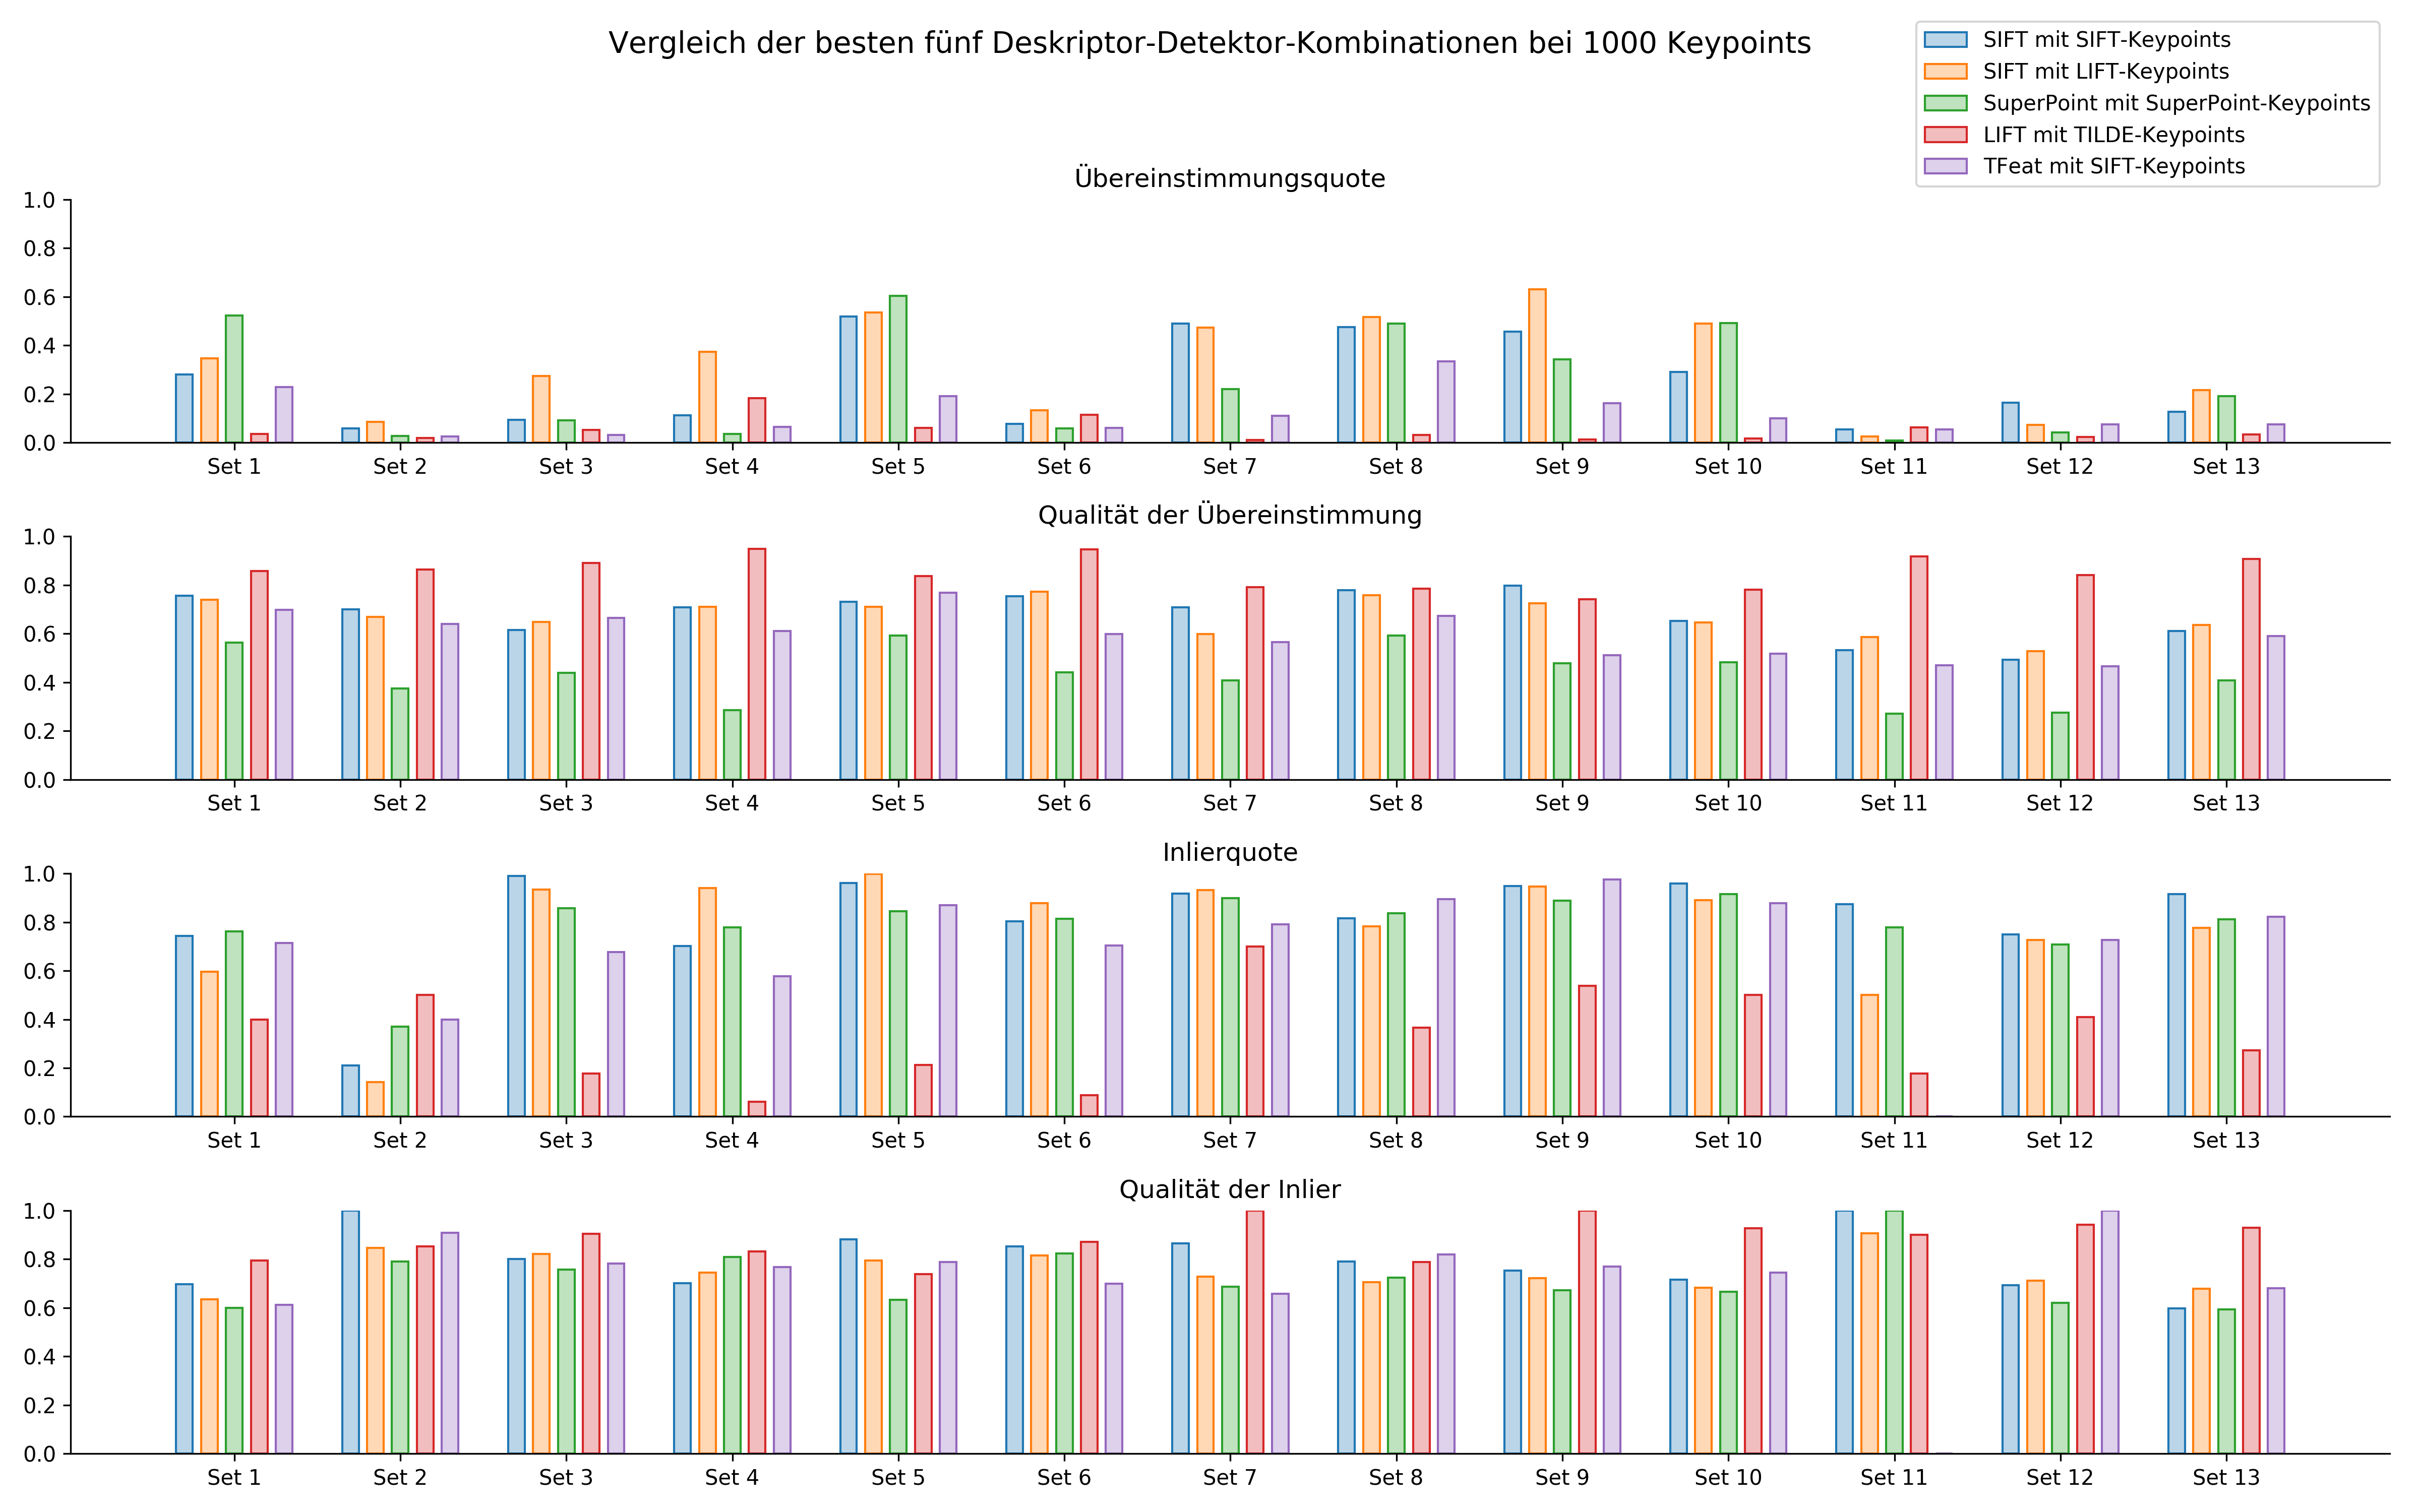 Vergleich der besten fünf Deskriptor-Detektor-Kombinationen bei 1000 Keypoints
SIFT mit SIFT-Keypoints
SIFT mit LIFT-Keypoints
SuperPoint mit SuperPoint-Keypoints
LIFT mit TILDE-Keypoints
TFeat mit SIFT-Keypoints
Übereinstimmungsquote
1.0
0.8
0.6
0.4
0.2
0.0
Set 1 Set 2 Set 3 Set 4 Set 5 Set 6 Set 7 Set 8 Set 9 Set 10 Set 11 Set 12 Set 13
Qualität der Übereinstimmung
1.0
0.8
0.6
0.4
0.2
0.0
Set 1 Set 2 Set 3 Set 4 Set 5 Set 6 Set 7 Set 8 Set 9 Set 10 Set 11 Set 12 Set 13
Inlierquote
1.0
0.8
0.6
0.4
0.2
0.0
Set 1 Set 2 Set 3 Set 4 Set 5 Set 6 Set 7 Set 8 Set 9 Set 10 Set 11 Set 12 Set 13
Qualität der Inlier
1.0
0.8
0.6
0.4
0.2
0.0
Set 1 Set 2 Set 3 Set 4 Set 5 Set 6 Set 7 Set 8 Set 9 Set 10 Set 11 Set 12 Set 13